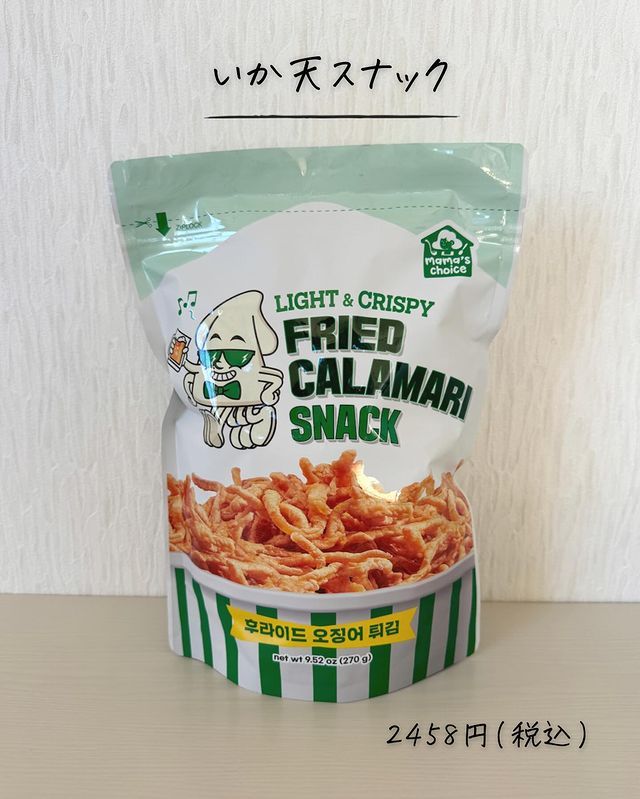 いか天スナック
ZIPLOCK
mama's
choice
LIGHT & CRISPY
FRIED
CALAMARI
SNACK
후라이드 오징어 튀김
net wt 9.52 oz (270 g)
2458円(税込)